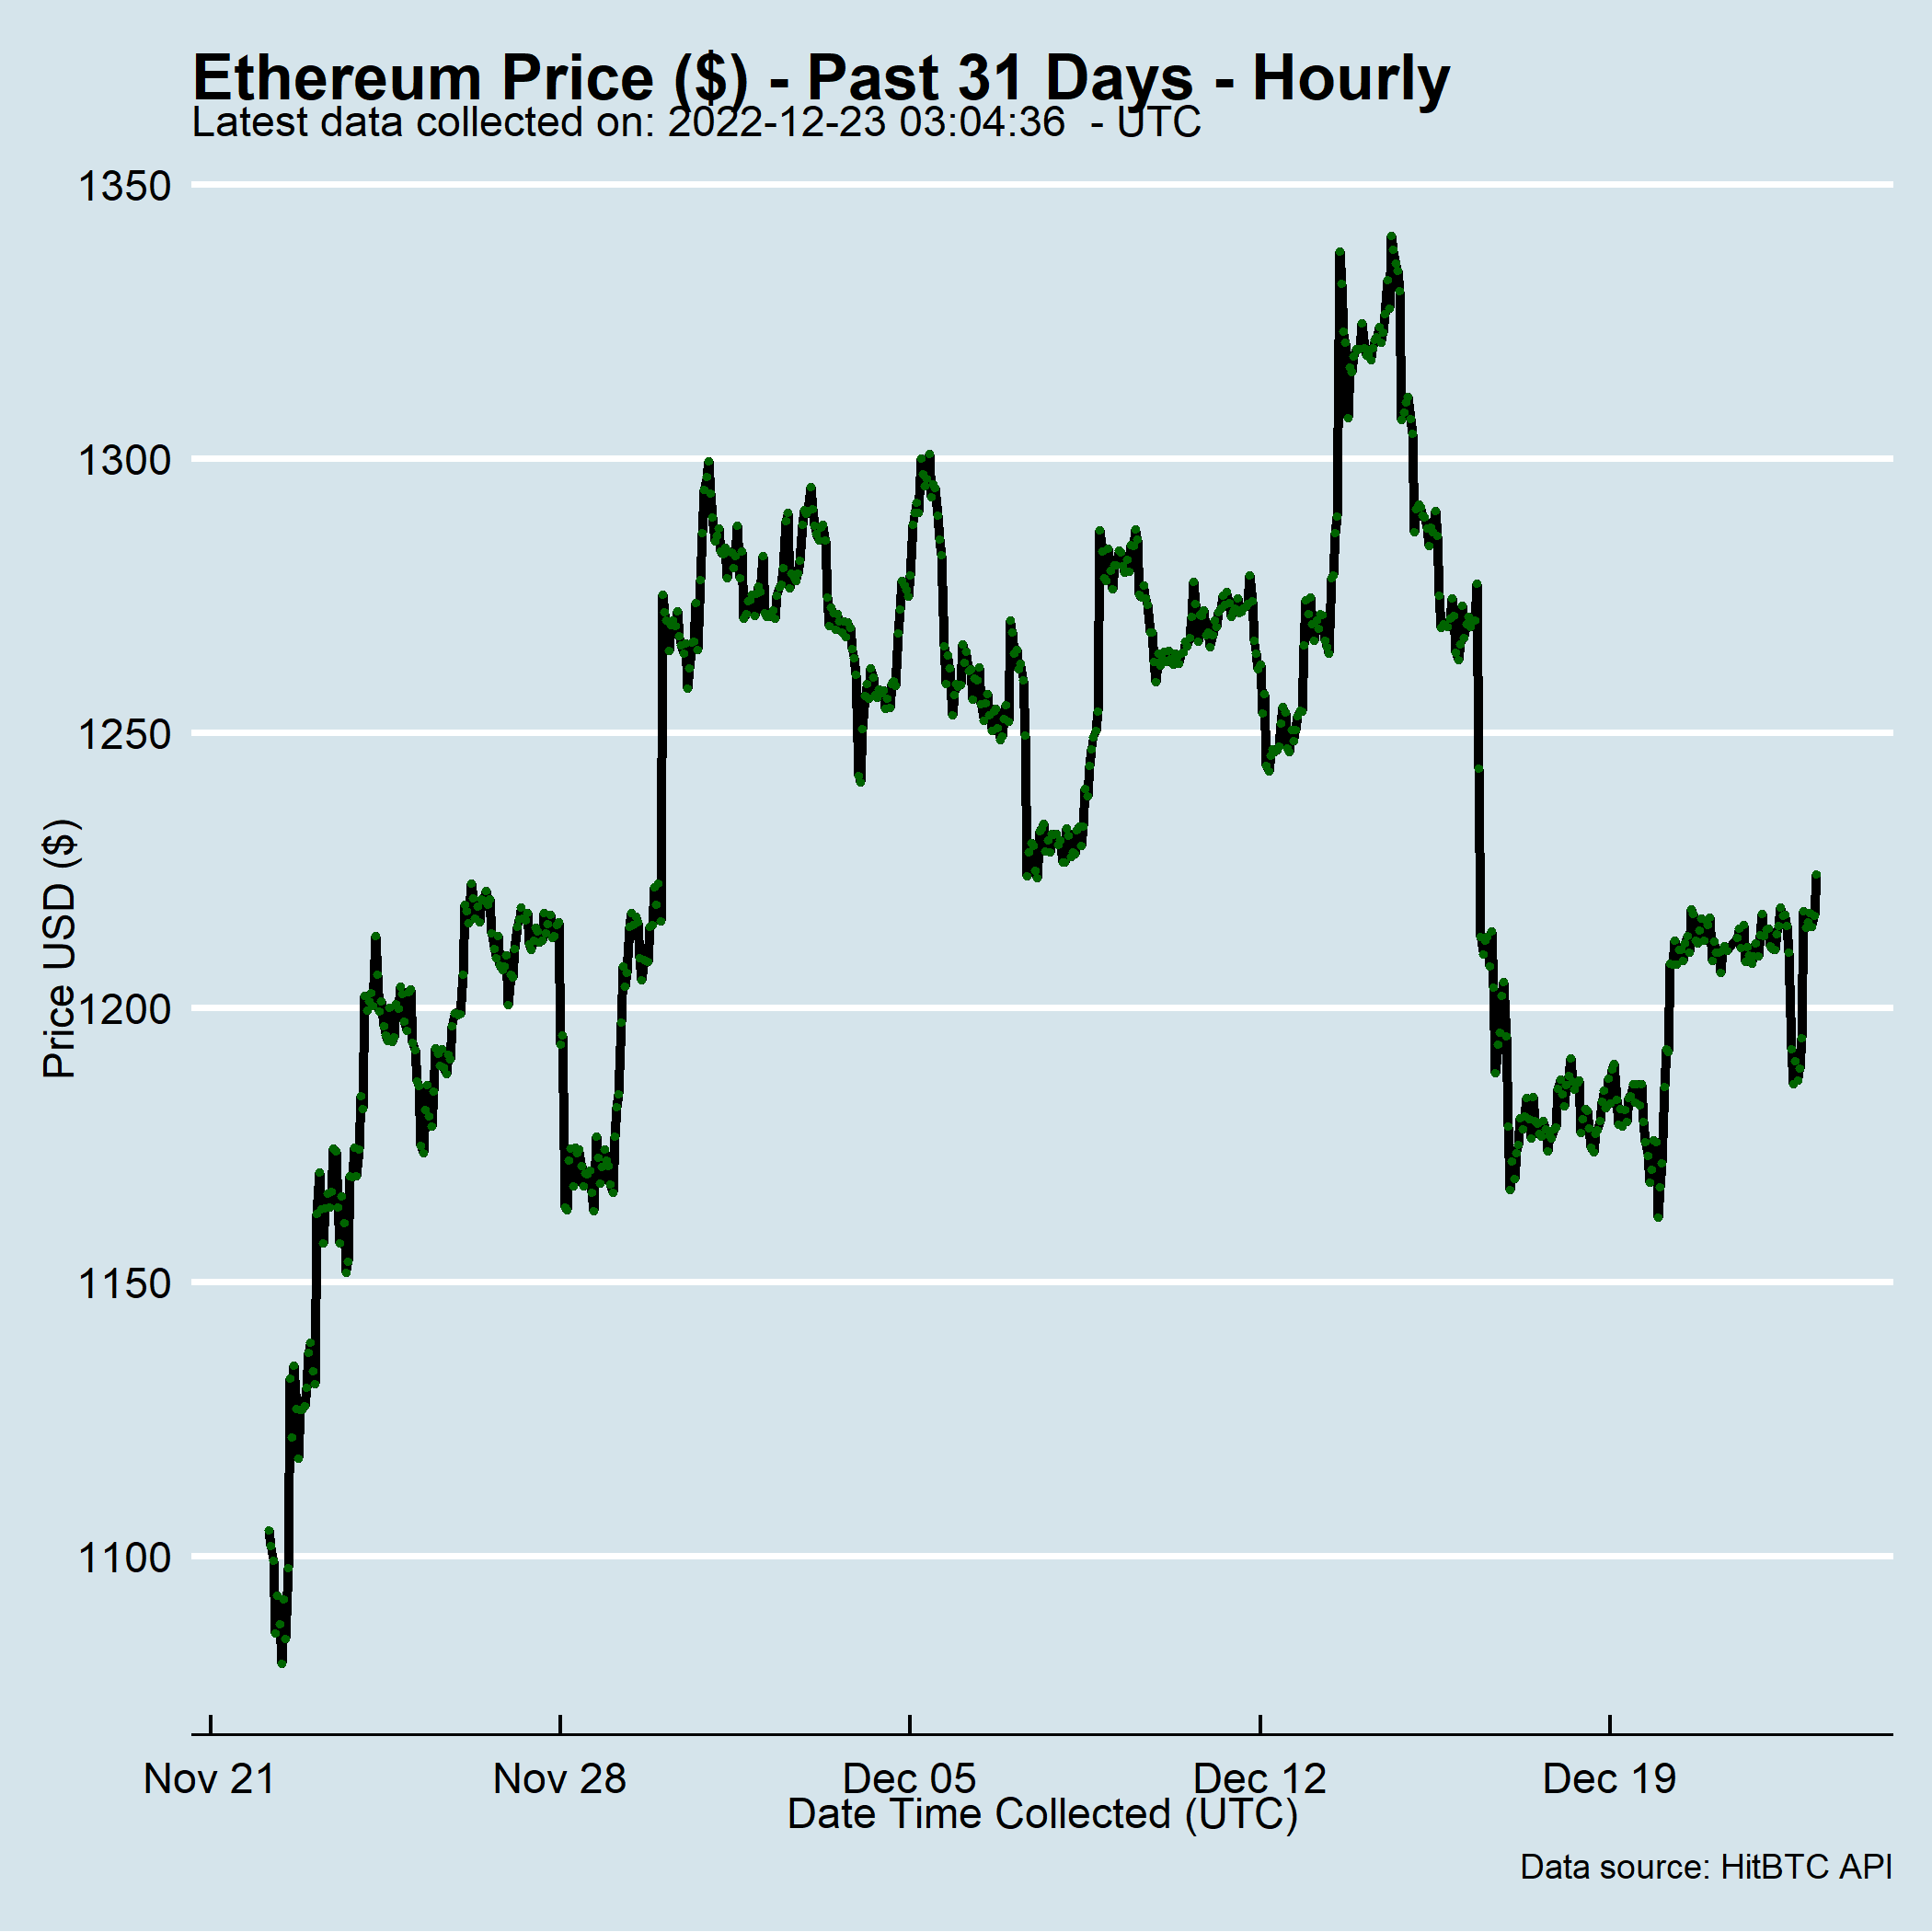 Ethereum Price ($) - Past 31 Days - Hourly
Latest data collected on: 2022-12-23 03:04:36  - UTC
1350
1300
1250
1200
1150
1100
Price USD ($)
Nov 21
Nov 28
Dec 05
Dec 12
Dec 19
Date Time Collected (UTC)
Data source: HitBTC API